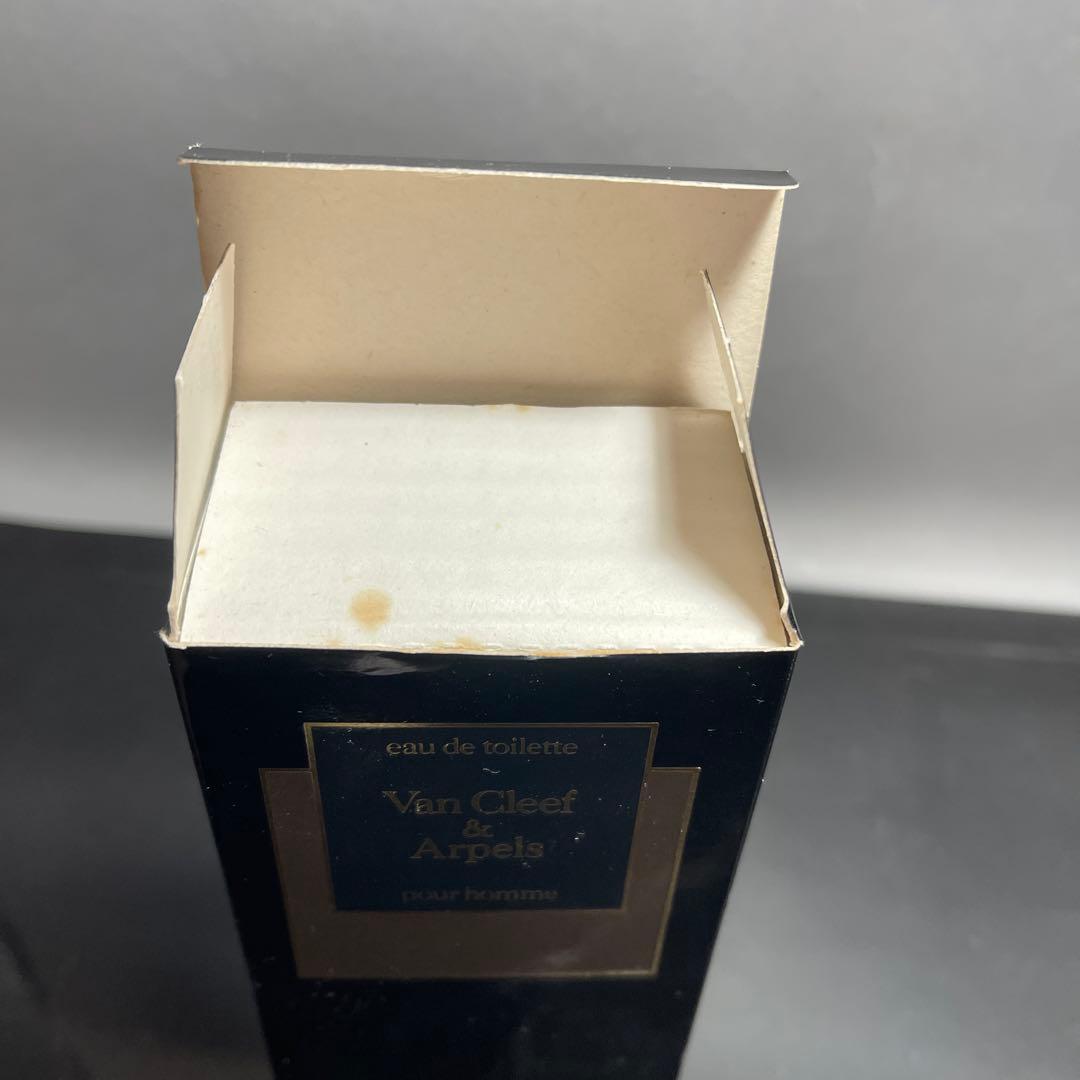 eau de toilette
~
Van Cleef
&
Arpels
pour homme